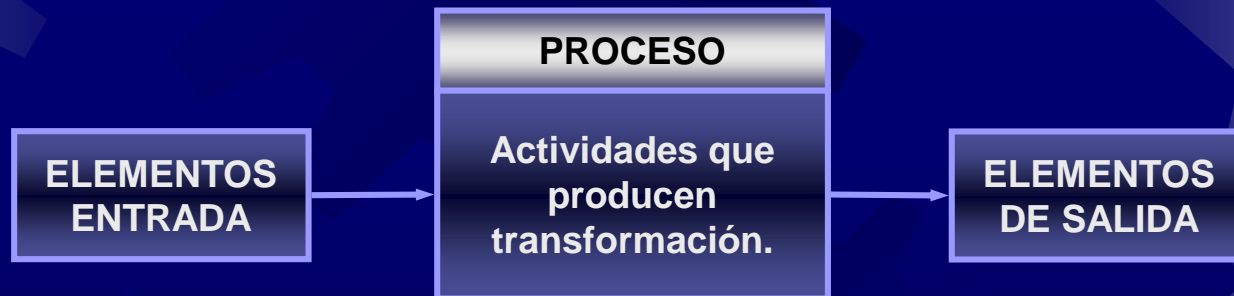 PROCESO
ELEMENTOS
ENTRADA
Actividades que
producen
transformación.
ELEMENTOS
DE SALIDA